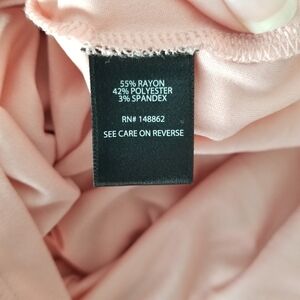 55% RAYON
42% POLYESTER
3% SPANDEX
RN# 148862
SEE CARE ON REVERSE